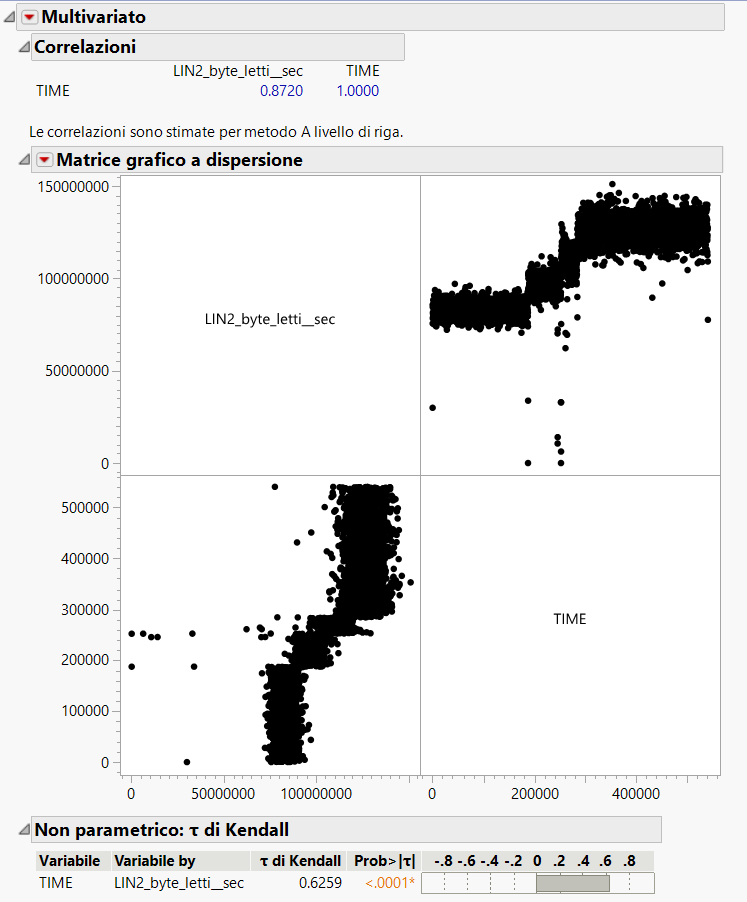 Multivariato
Correlazioni
LIN2_byte_letti__sec TIME
TIME 0.8720 1.0000
Le correlazioni sono stimate per metodo A livello di riga.
Matrice grafico a dispersione
150000000
100000000
LIN2_byte_letti__sec
50000000
0
500000
400000
300000
TIME
200000
100000
0
0 50000000 100000000 0 200000 400000
Non parametrico: τ di Kendall
Variabile Variabile by τ di Kendall Prob>|τ| -.8 -.6 -.4 -.2 0 .2 .4 .6 .8
TIME LIN2_byte_letti__sec 0.6259 <.0001*